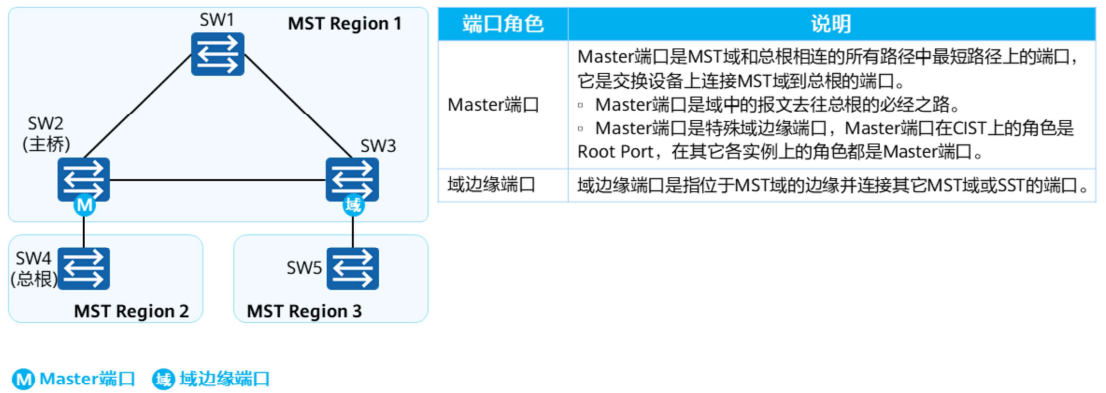 MST Region 1
SW1
SW2
(主桥)
SW3
M
域
SW4
(总根)
SW5
MST Region 2
MST Region 3
M Master端口 域 域边缘端口
端口角色 说明
Master端口
Master端口是MST域和总根相连的所有路径中最短路径上的端口，
它是交换设备上连接MST域到总根的端口。
▫ Master端口是域中的报文去往总根的必经之路。
▫ Master端口是特殊域边缘端口，Master端口在CIST上的角色是
Root Port，在其它各实例上的角色都是Master端口。
域边缘端口 域边缘端口是指位于MST域的边缘并连接其它MST域或SST的端口。